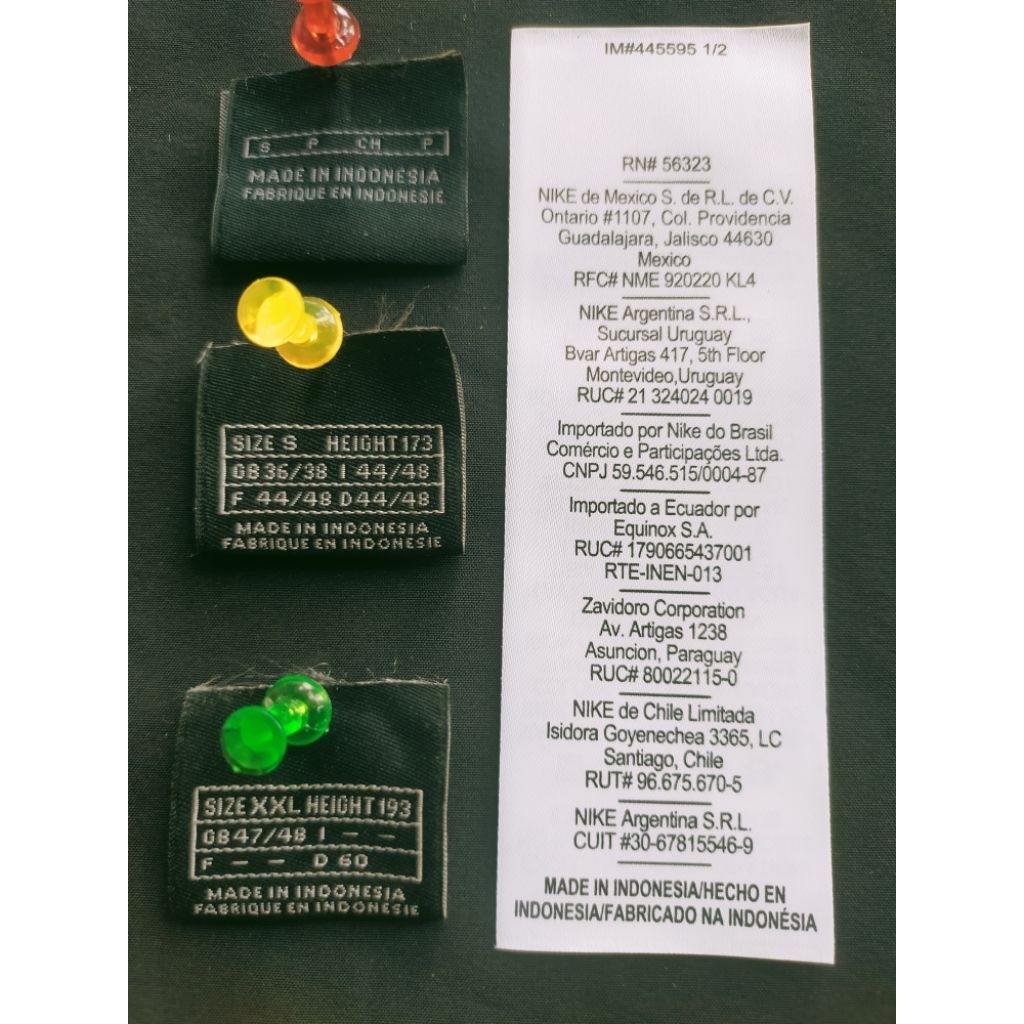 S P CH P
MADE IN INDONESIA
FABRIQUE EN INDONESIE
SIZE S HEIGHT 173
GB 36/38 I 44/48
F 44/48 D 44/48
MADE IN INDONESIA
FABRIQUE EN INDONESIE
SIZE XXL HEIGHT 193
GB 47/48 I - -
F - - D 60
MADE IN INDONESIA
FABRIQUE EN INDONESIE
IM#445595 1/2
RN# 56323
NIKE de Mexico S. de R.L. de C.V.
Ontario #1107, Col. Providencia
Guadalajara, Jalisco 44630
Mexico
RFC# NME 920220 KL4
NIKE Argentina S.R.L.,
Sucursal Uruguay
Bvar Artigas 417, 5th Floor
Montevideo,Uruguay
RUC# 21 324024 0019
Importado por Nike do Brasil
Comércio e Participações Ltda.
CNPJ 59.546.515/0004-87
Importado a Ecuador por
Equinox S.A.
RUC# 1790665437001
RTE-INEN-013
Zavidoro Corporation
Av. Artigas 1238
Asuncion, Paraguay
RUC# 80022115-0
NIKE de Chile Limitada
Isidora Goyenechea 3365, LC
Santiago, Chile
RUT# 96.675.670-5
NIKE Argentina S.R.L.
CUIT #30-67815546-9
MADE IN INDONESIA/HECHO EN
INDONESIA/FABRICADO NA INDONÉSIA